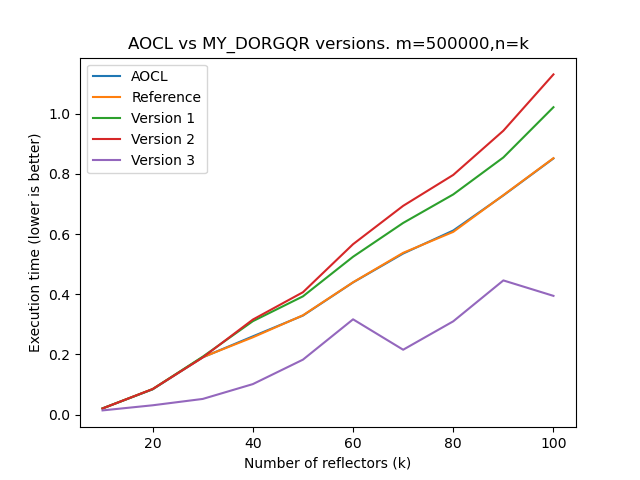 AOCL vs MY_DORGQR versions. m=500000,n=k
AOCL
Reference
Version 1
Version 2
Version 3
Execution time (lower is better)
1.0
0.8
0.6
0.4
0.2
0.0
20 40 60 80 100
Number of reflectors (k)